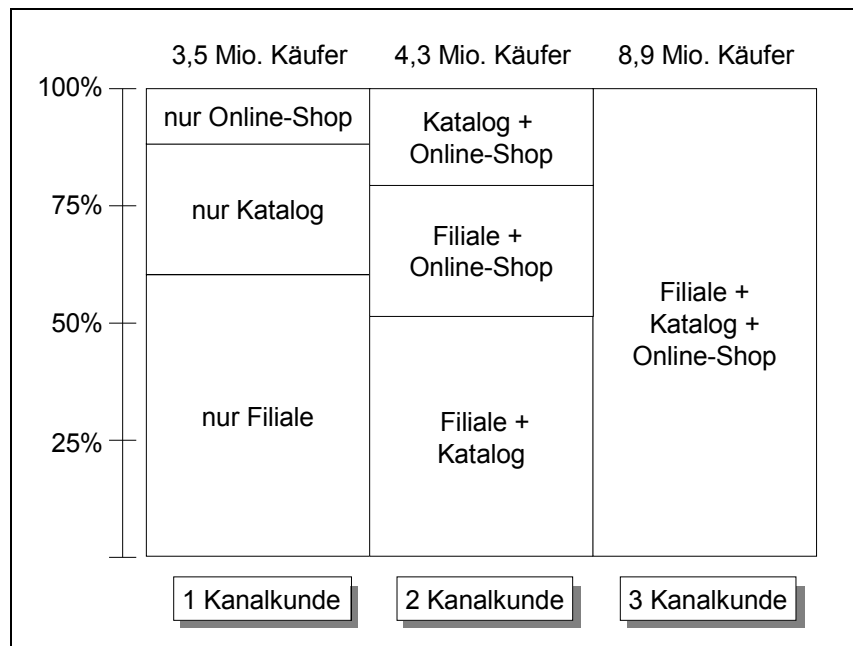 3,5 Mio. Käufer
4,3 Mio. Käufer
8,9 Mio. Käufer
100%
75%
50%
25%
nur Online-Shop
nur Katalog
nur Filiale
Katalog +
Online-Shop
Filiale +
Online-Shop
Filiale +
Katalog
Filiale +
Katalog +
Online-Shop
1 Kanalkunde
2 Kanalkunde
3 Kanalkunde